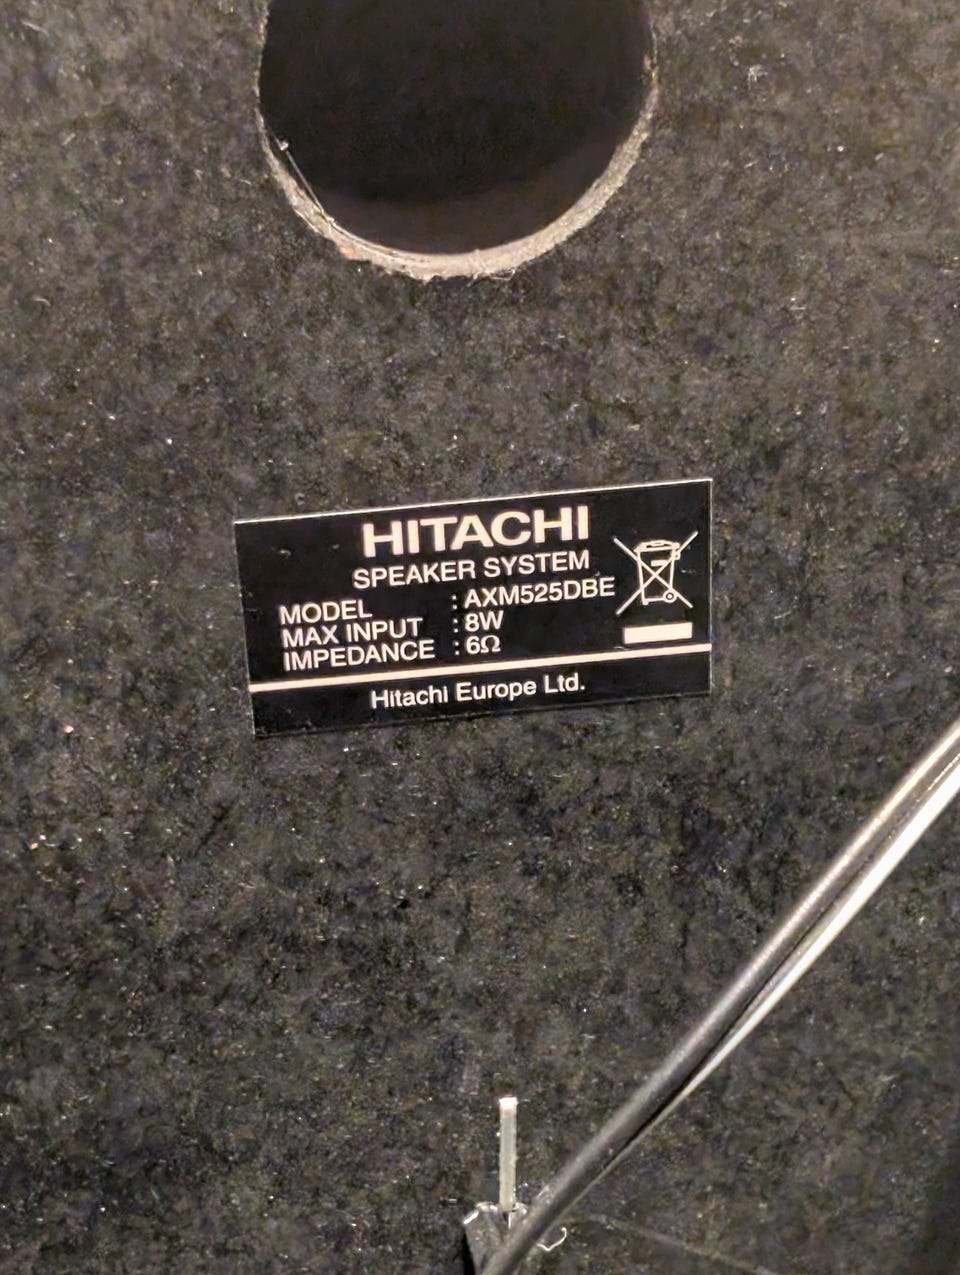 HITACHI
SPEAKER SYSTEM
MODEL : AXM525DBE
MAX INPUT : 8W
IMPEDANCE : 6Ω
Hitachi Europe Ltd.